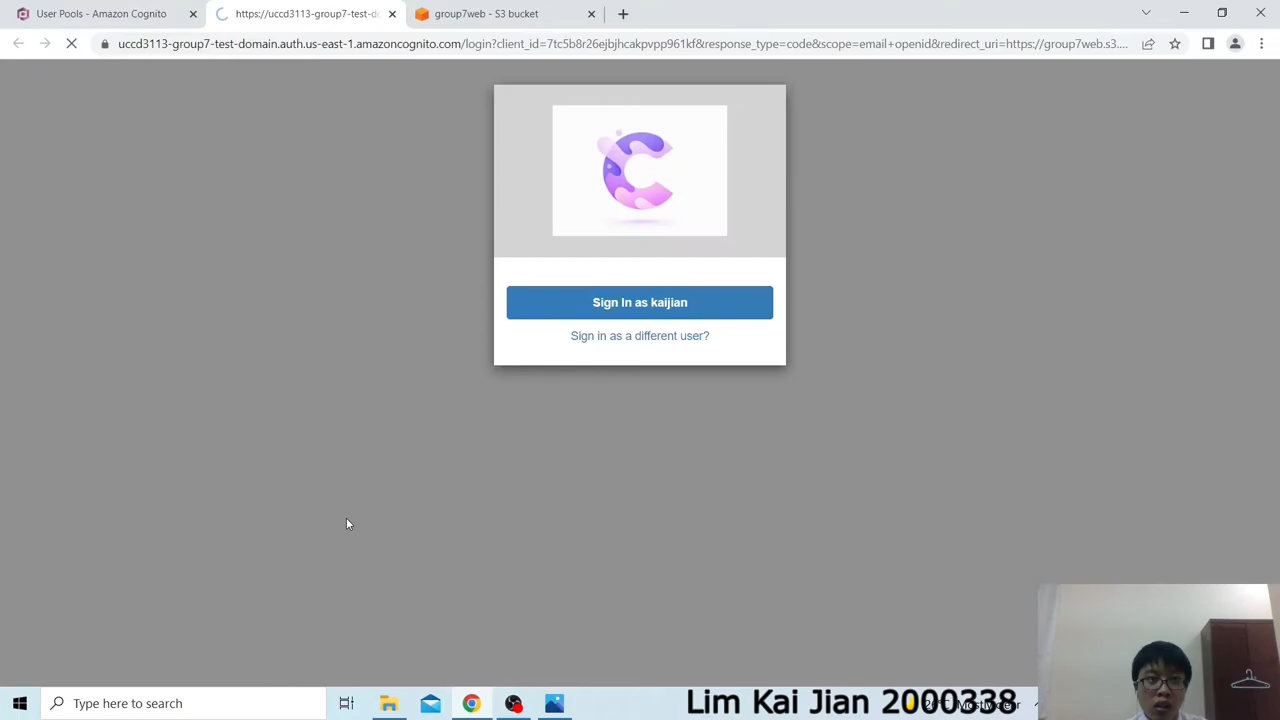 User Pools - Amazon Cognito
https://uccd3113-group7-test-do
group7web - S3 bucket
uccd3113-group7-test-domain.auth.us-east-1.amazoncognito.com/login?client_id=7tc5b8r26ejbjhcakpvpp961kf&response_type=code&scope=email+openid&redirect_uri=https://group7web.s3....
Sign In as kaijian
Sign in as a different user?
Type here to search
Lim Kai Jian 2000338